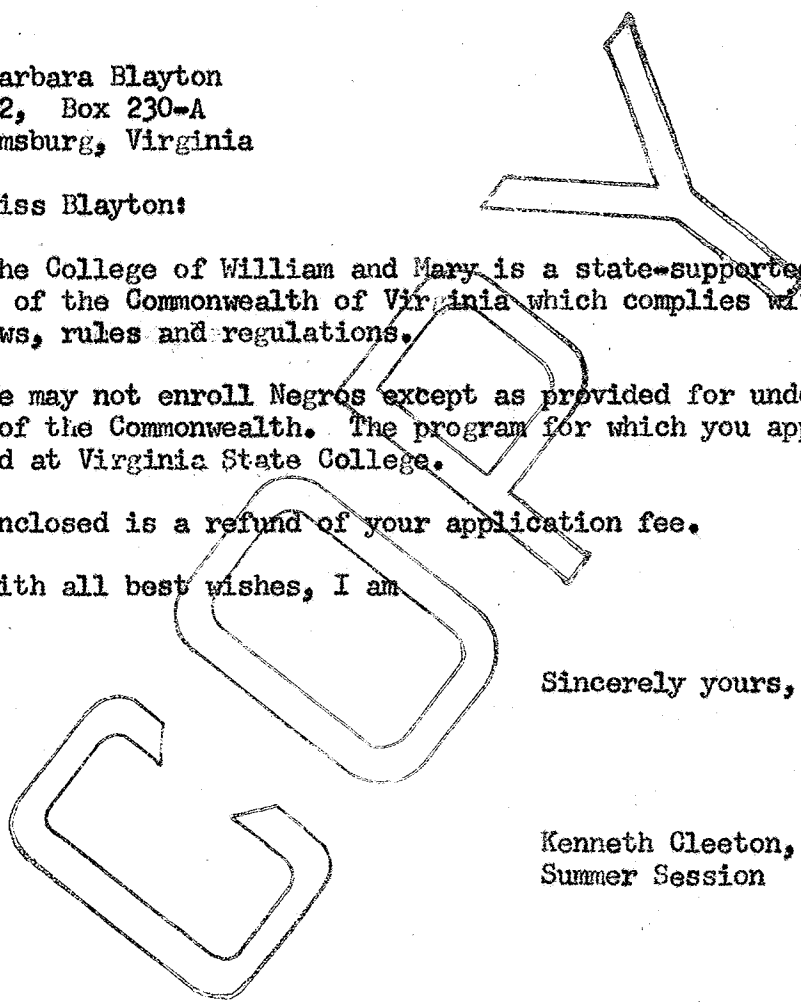 arbara Blayton
2, Box 230-A
msburg, Virginia
iss Blayton:
he College of William and Mary is a state-supported
of the Commonwealth of Virginia which complies wi
ws, rules and regulations.
e may not enroll Negros except as provided for unde
of the Commonwealth. The program for which you app
d at Virginia State College.
nclosed is a refund of your application fee.
ith all best wishes, I am
Sincerely yours,
Kenneth Cleeton,
Summer Session
COPY